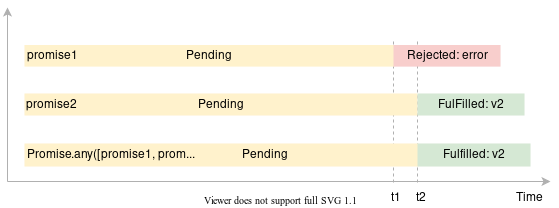 promise1 Pending Rejected: error
promise2 Pending FulFilled: v2
Promise.any([promise1, prom... Pending Fulfilled: v2
t1 t2 Time
Viewer does not support full SVG 1.1